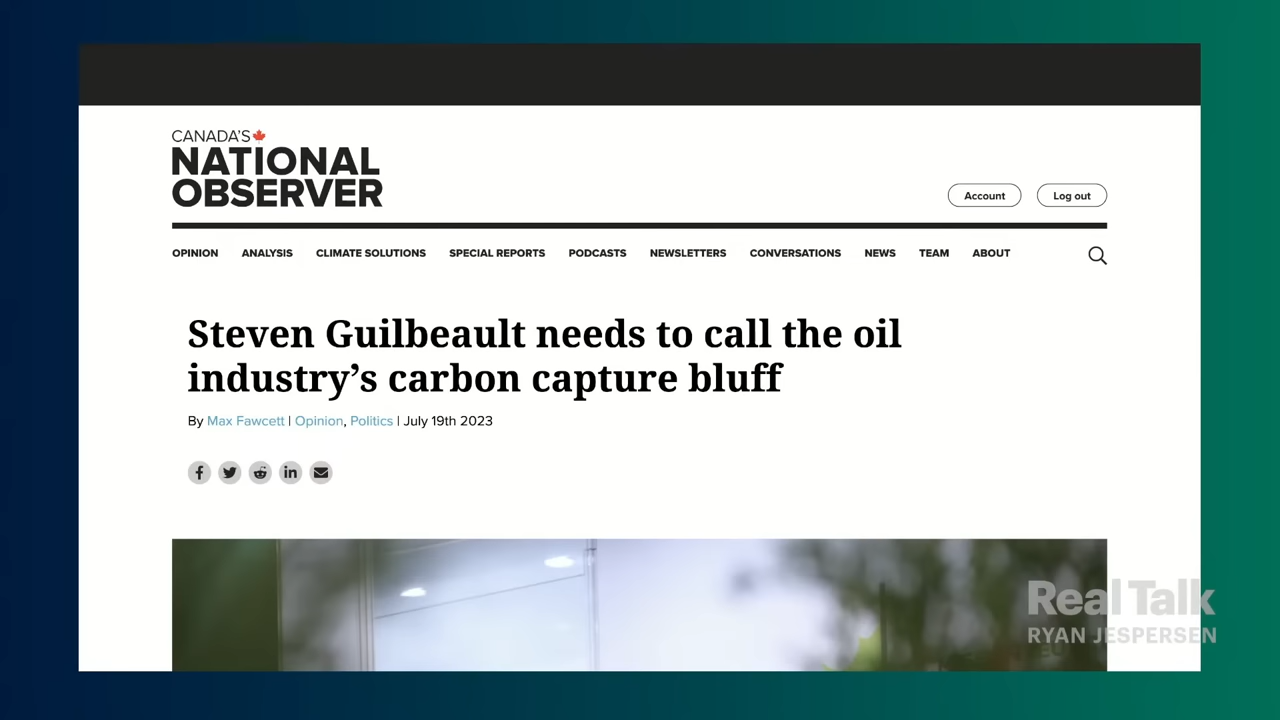 CANADA'S
NATIONAL
OBSERVER
Account
Log out
OPINION ANALYSIS CLIMATE SOLUTIONS SPECIAL REPORTS PODCASTS NEWSLETTERS CONVERSATIONS NEWS TEAM ABOUT
Steven Guilbeault needs to call the oil
industry’s carbon capture bluff
By Max Fawcett | Opinion, Politics | July 19th 2023
Real Talk
RYAN JESPERSEN